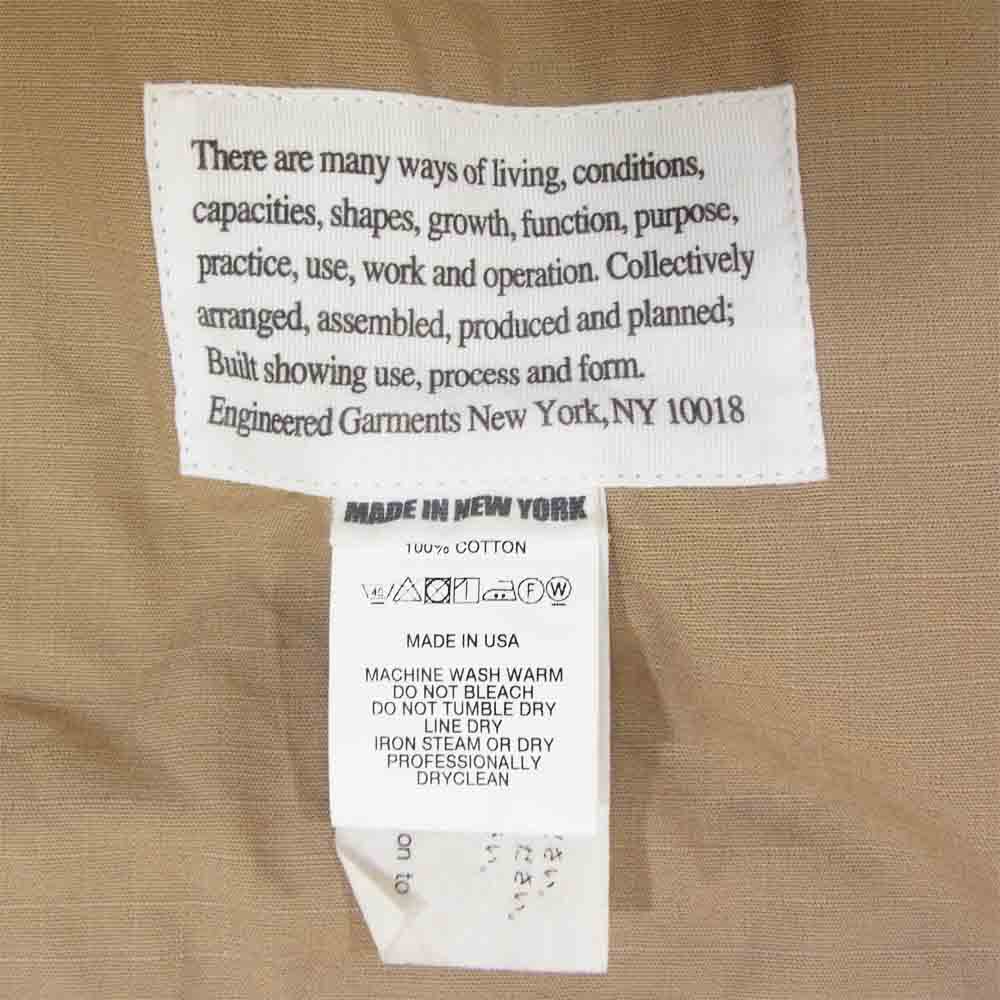 There are many ways of living, conditions,
capacities, shapes, growth, function, purpose,
practice, use, work and operation. Collectively
arranged, assembled, produced and planned;
Built showing use, process and form.
Engineered Garments New York, NY 10018
MADE IN NEW YORK
100% COTTON
40 F W
MADE IN USA
MACHINE WASH WARM
DO NOT BLEACH
DO NOT TUMBLE DRY
LINE DRY
IRON STEAM OR DRY
PROFESSIONALLY
DRYCLEAN
on to